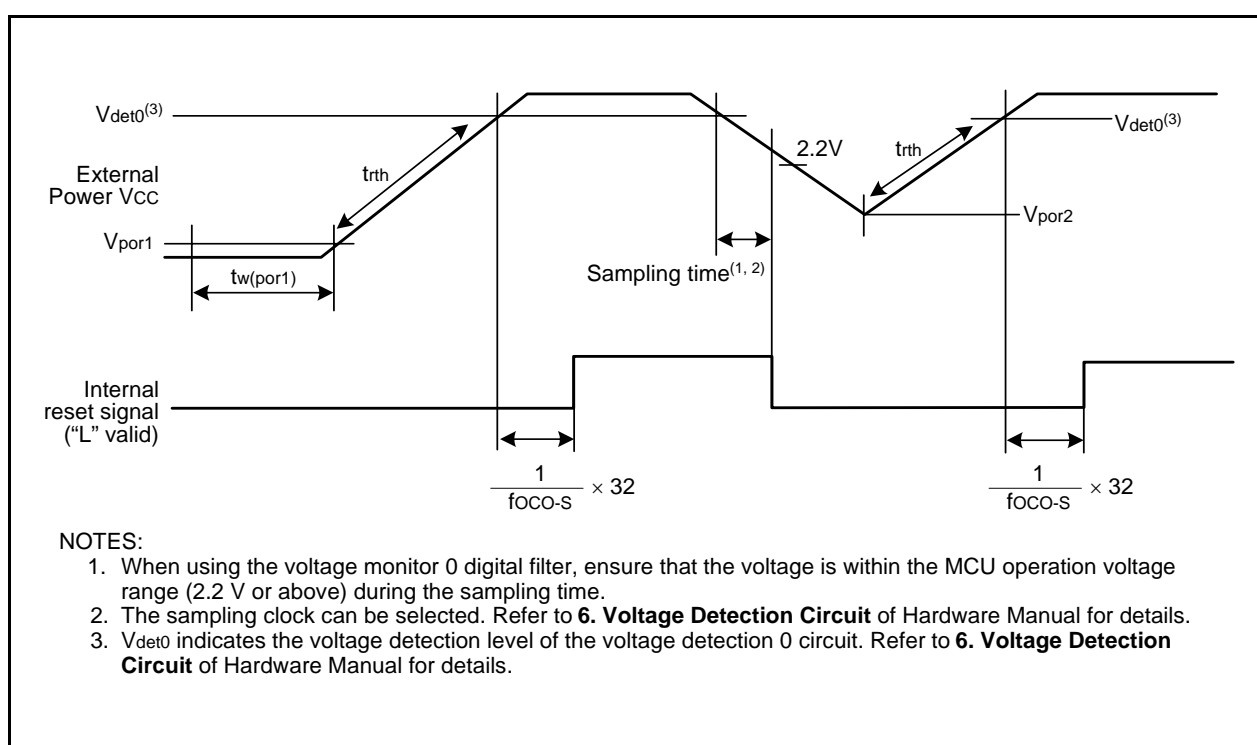 Vdet0(3)
Vdet0(3)
2.2V
trth
trth
External
Power VCC
Vpor2
Vpor1
Sampling time(1, 2)
tw(por1)
Internal
reset signal
(“L” valid)
1
fOCO-S
× 32
1
fOCO-S
× 32
NOTES:
1. When using the voltage monitor 0 digital filter, ensure that the voltage is within the MCU operation voltage
range (2.2 V or above) during the sampling time.
2. The sampling clock can be selected. Refer to 6. Voltage Detection Circuit of Hardware Manual for details.
3. Vdet0 indicates the voltage detection level of the voltage detection 0 circuit. Refer to 6. Voltage Detection
Circuit of Hardware Manual for details.